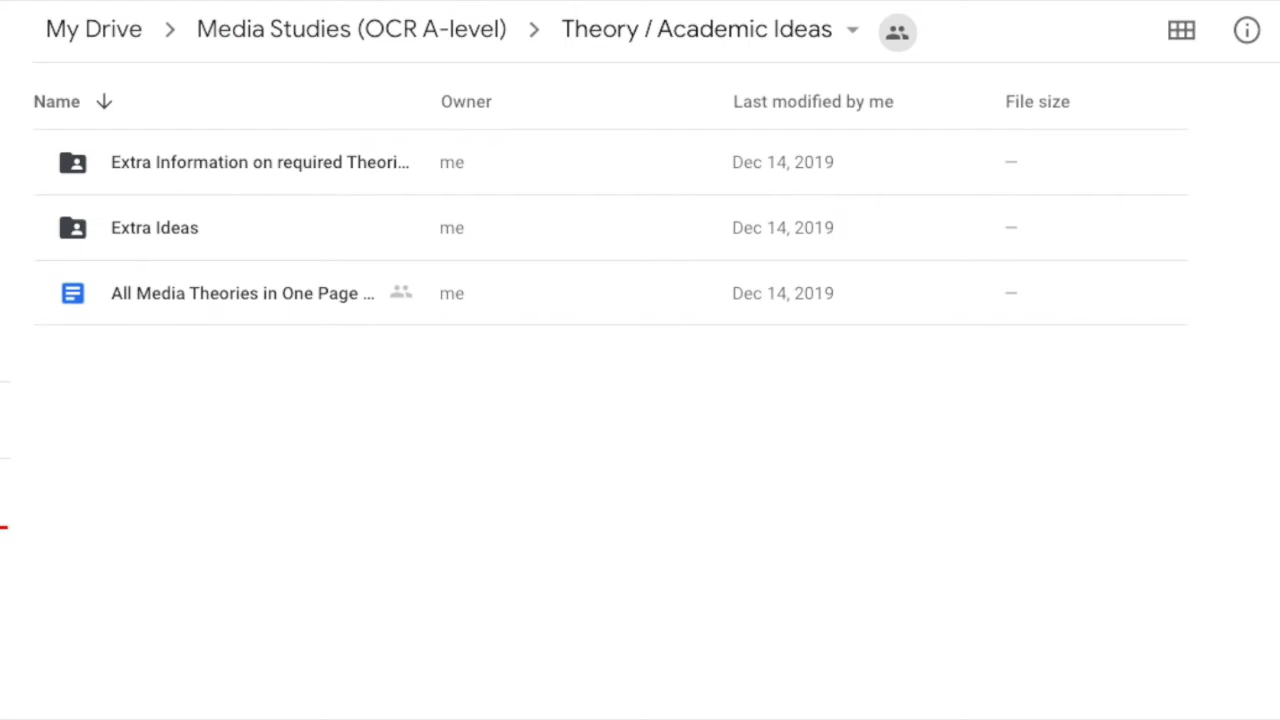 My Drive > Media Studies (OCR A-level) > Theory / Academic Ideas
Name Owner Last modified by me File size
Extra Information on required Theori... me Dec 14, 2019 –
Extra Ideas me Dec 14, 2019 –
All Media Theories in One Page ... me Dec 14, 2019 –